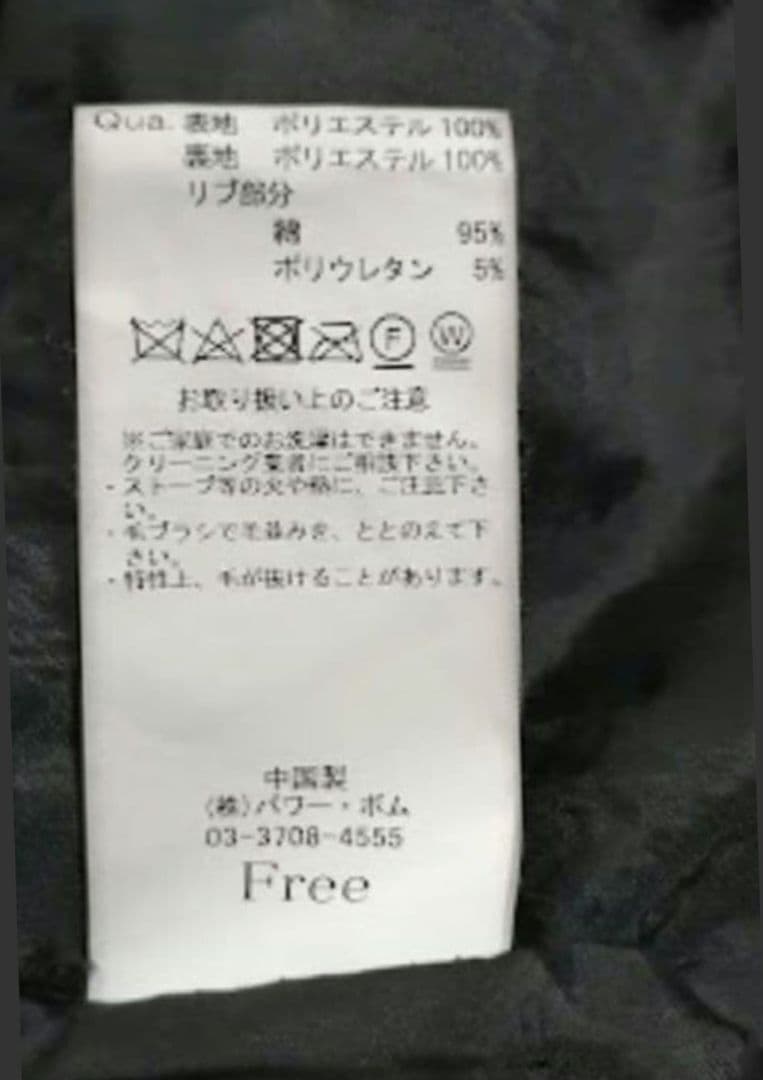 Qua. 表地 ポリエステル 100%
裏地 ポリエステル 100%
リブ部分
綿 95%
ポリウレタン 5%
F W
お取り扱い上のご注意
※ご家庭でのお洗濯はできません。
クリーニング業者にご相談下さい。
・ストーブ等の火や熱に、ご注意下さ
い。
・毛ブラシで毛並みを、ととのえて下
さい。
・特性上、毛が抜けることがあります。
中国製
(株)パワー・ボム
03-3708-4555
Free